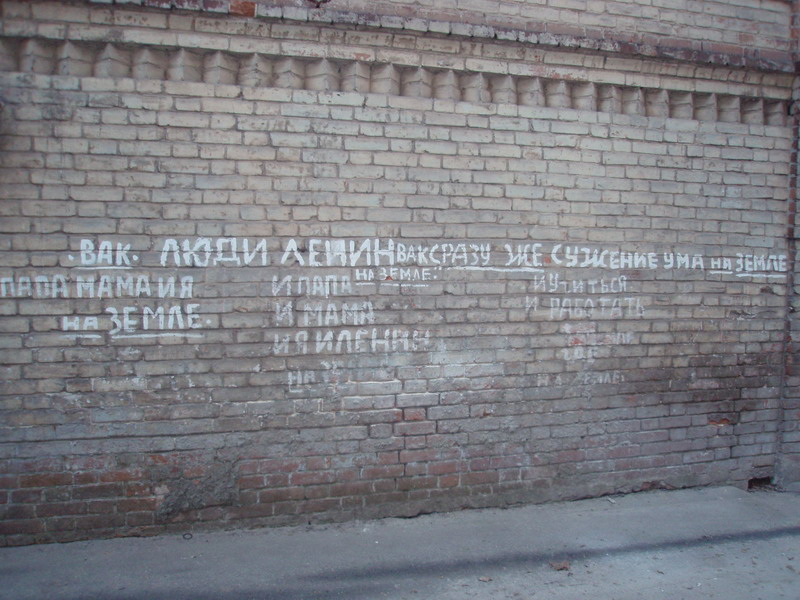 .ВАК. ЛЮДИ ЛЕНИН ВАКСРАЗУ ЖЕ СУЖЕНИЕ УМА НА ЗЕМЛЕ
НА ЗЕМЛЕ.
ПАПА МАМА И Я
НА ЗЕМЛЕ.
И ПАПА
И МАМА
И Я И ЛЕНИН
НА
И УЧИТЬСЯ
И РАБОТАТЬ
НА ЗЕМЛЕ